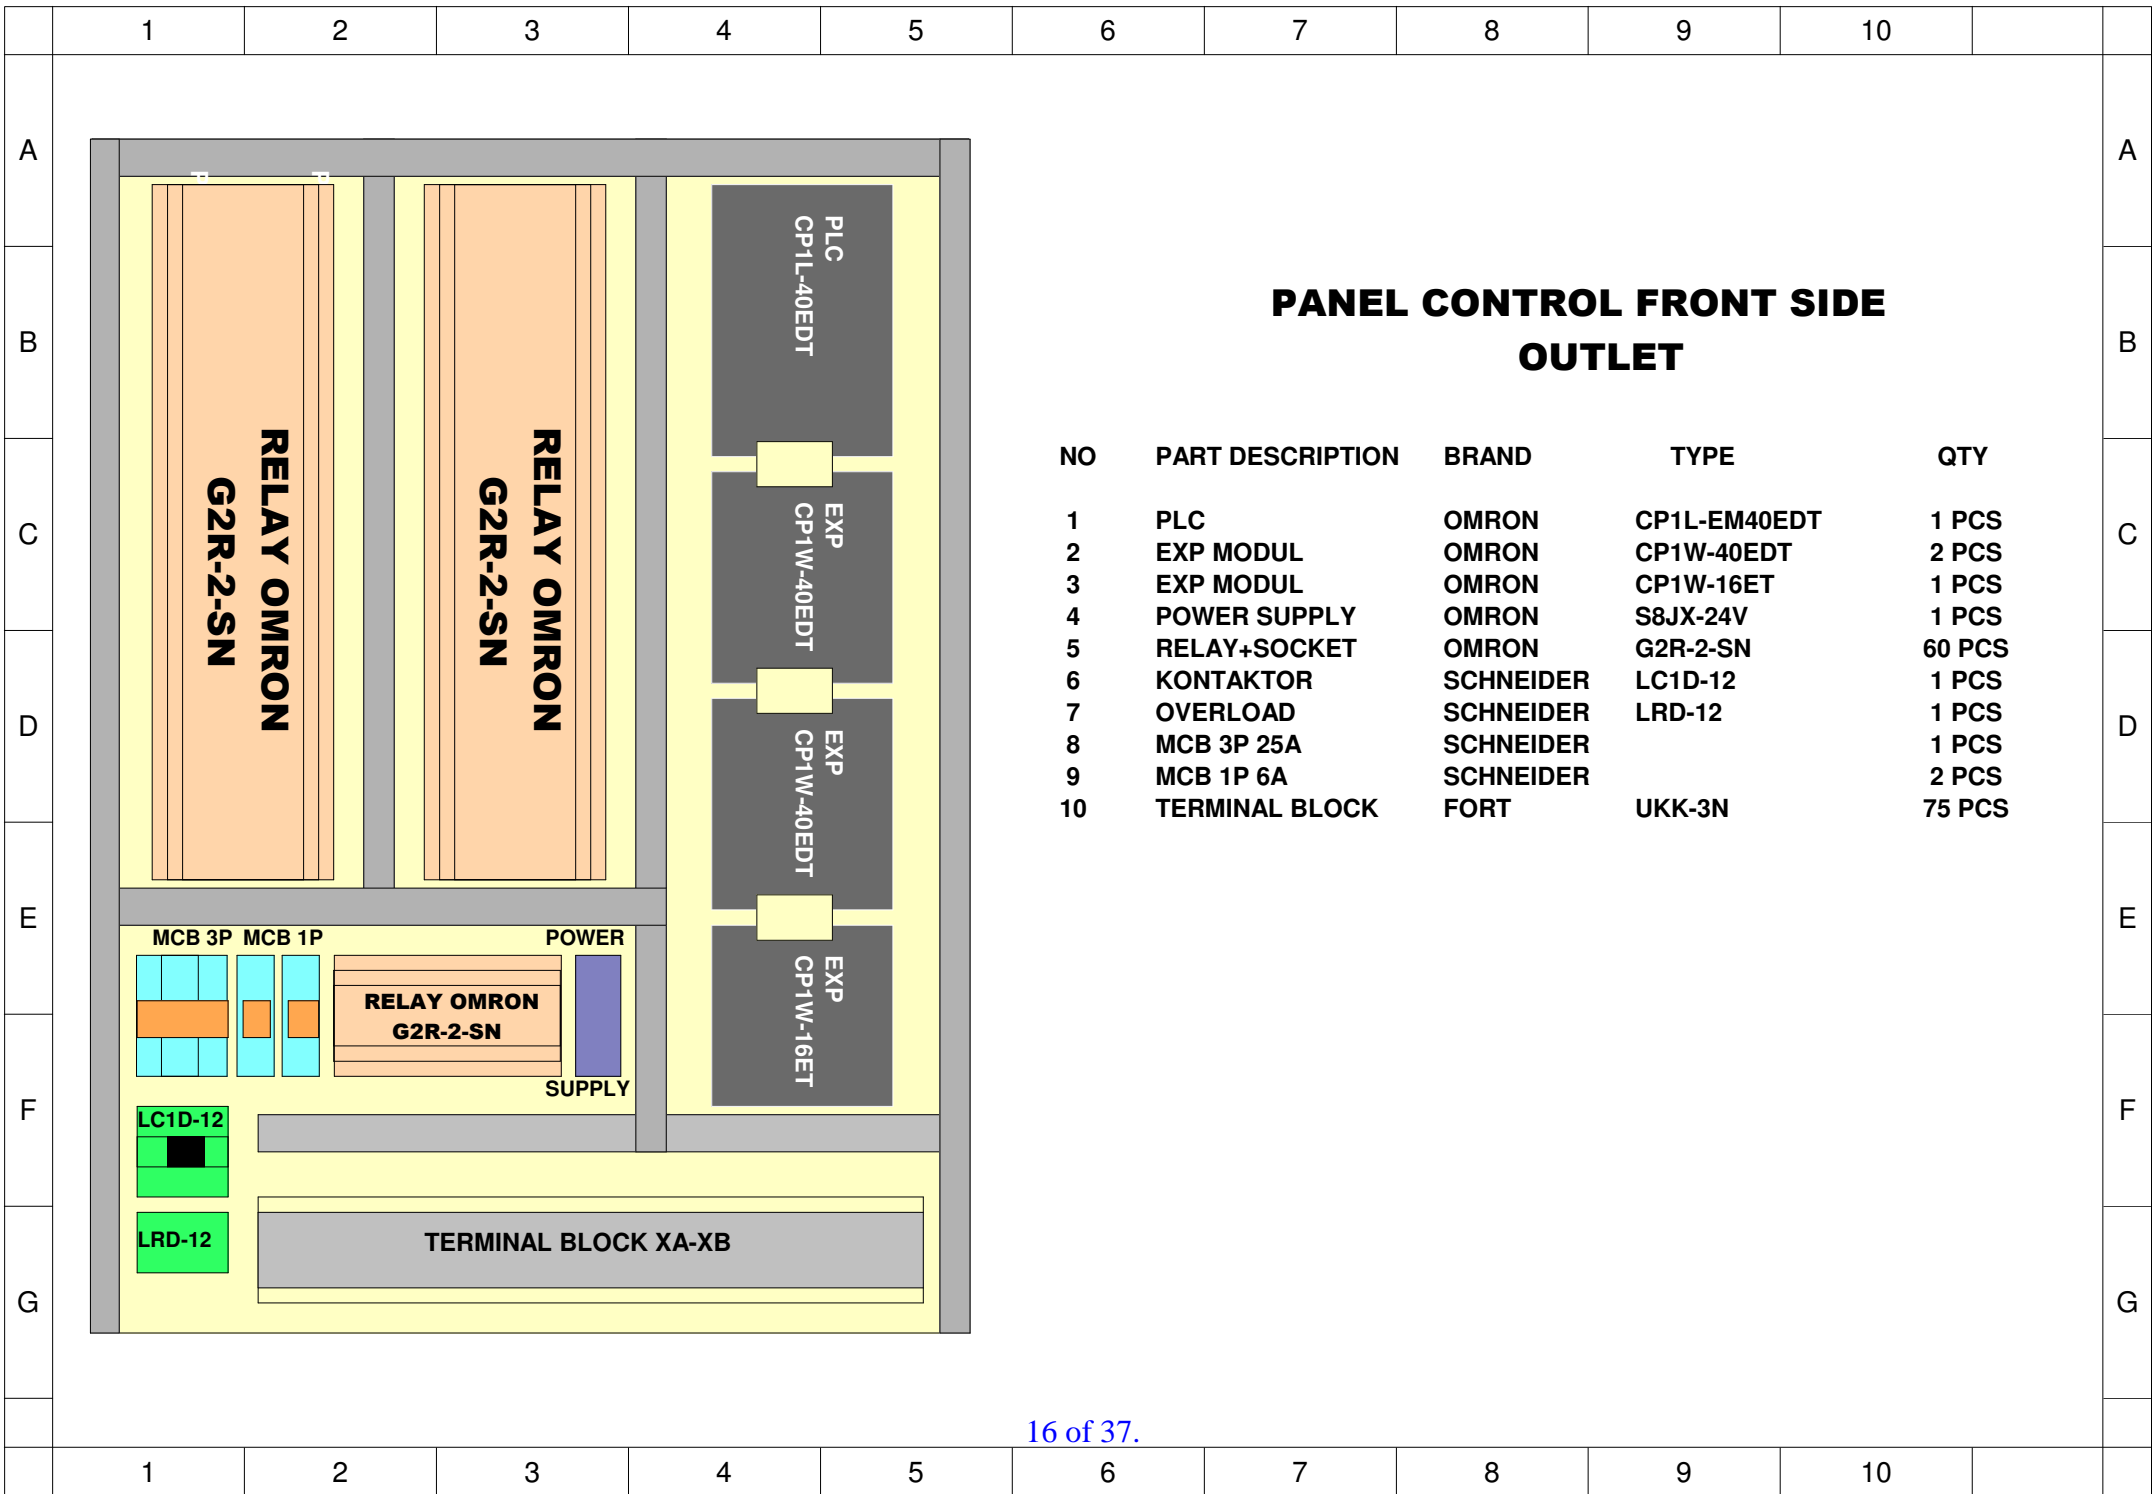 1 2 3 4 5 6 7 8 9 10
A A
B B
C C
D D
E E
F F
G G
RELAY OMRON
G2R-2-SN
RELAY OMRON
G2R-2-SN
PLC
CP1L-40EDT
EXP
CP1W-40EDT
EXP
CP1W-40EDT
EXP
CP1W-16ET
MCB 3P MCB 1P POWER
RELAY OMRON
G2R-2-SN
SUPPLY
LC1D-12
LRD-12
TERMINAL BLOCK XA-XB
PANEL CONTROL FRONT SIDE
OUTLET
NO PART DESCRIPTION BRAND TYPE QTY
1 PLC OMRON CP1L-EM40EDT 1 PCS
2 EXP MODUL OMRON CP1W-40EDT 2 PCS
3 EXP MODUL OMRON CP1W-16ET 1 PCS
4 POWER SUPPLY OMRON S8JX-24V 1 PCS
5 RELAY+SOCKET OMRON G2R-2-SN 60 PCS
6 KONTAKTOR SCHNEIDER LC1D-12 1 PCS
7 OVERLOAD SCHNEIDER LRD-12 1 PCS
8 MCB 3P 25A SCHNEIDER 1 PCS
9 MCB 1P 6A SCHNEIDER 2 PCS
10 TERMINAL BLOCK FORT UKK-3N 75 PCS
16 of 37.
1 2 3 4 5 6 7 8 9 10